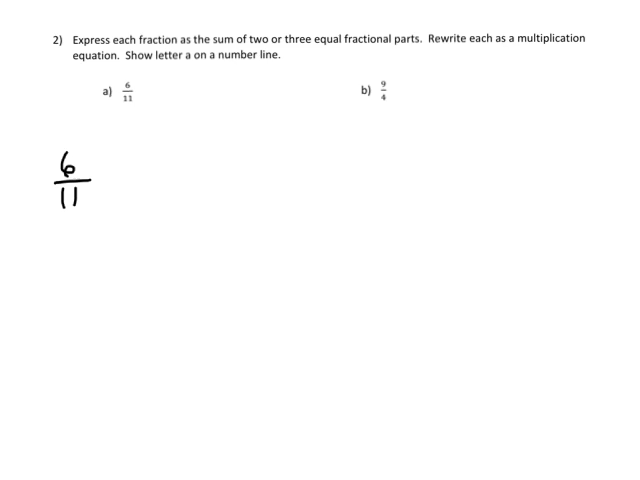 2) Express each fraction as the sum of two or three equal fractional parts. Rewrite each as a multiplication
equation. Show letter a on a number line.
a) 6/11 b) 9/4
6/11